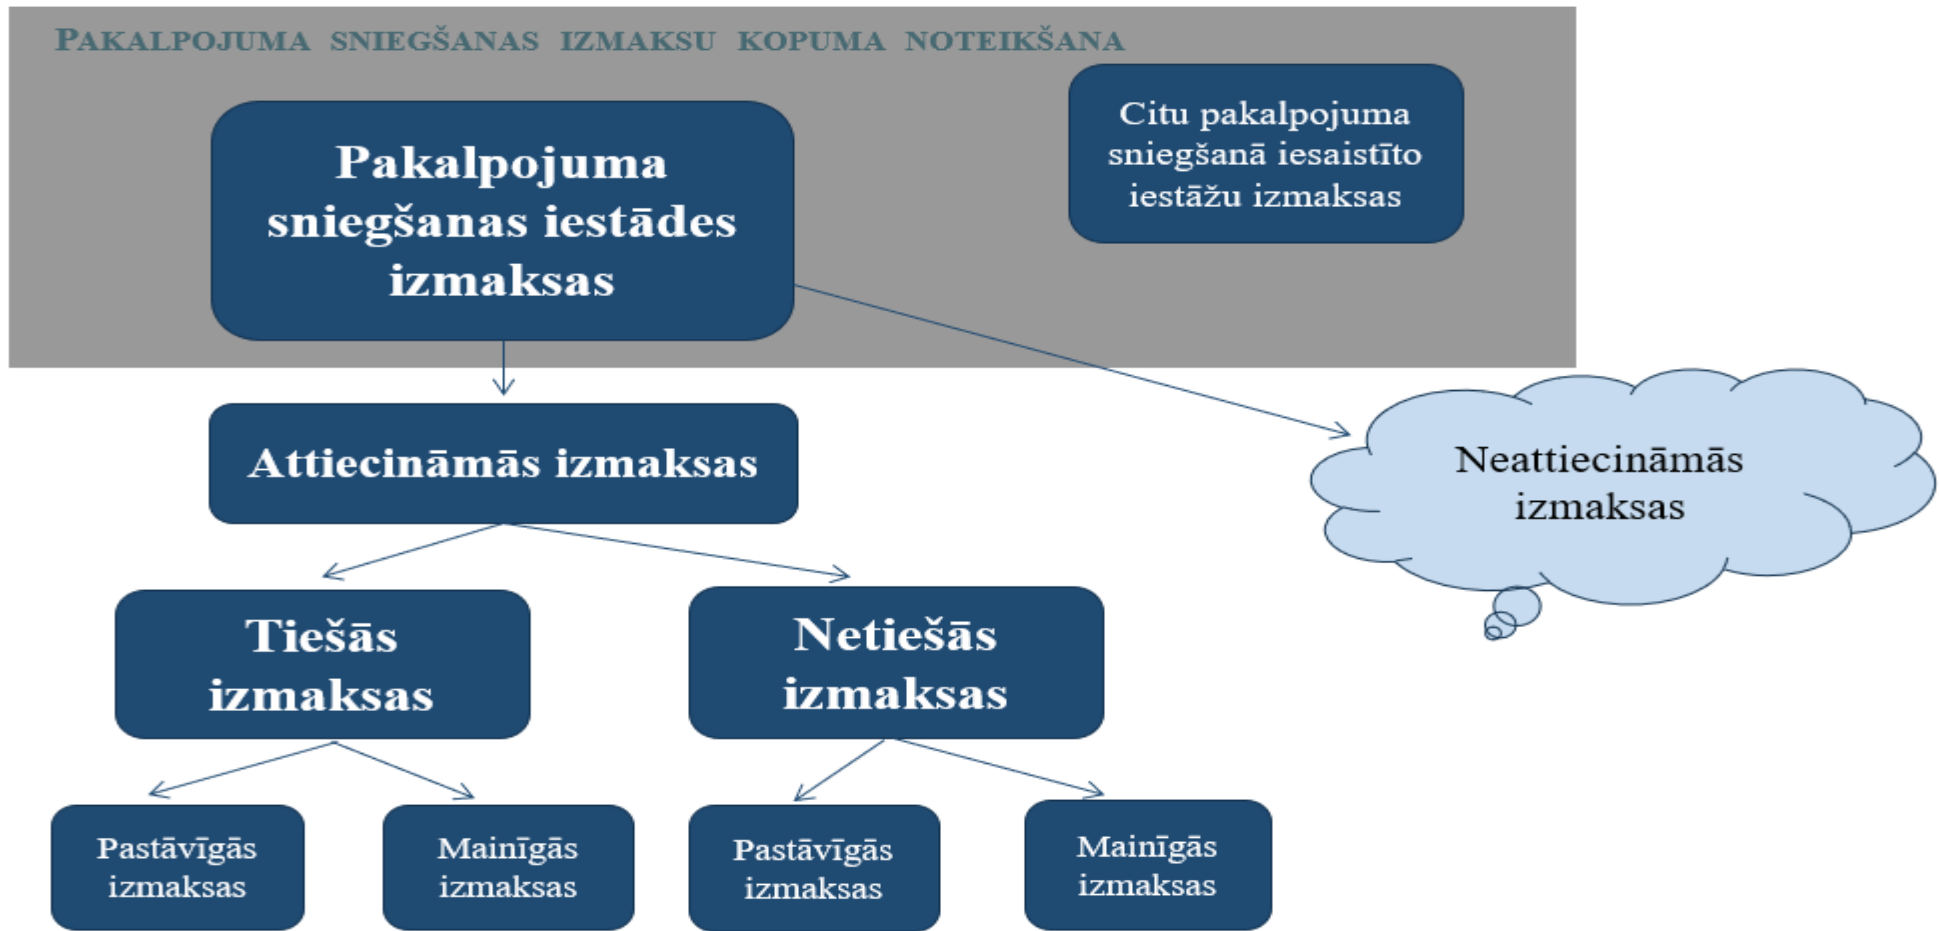 PAKALPOJUMA SNIEGŠANAS IZMAKSU KOPUMA NOTEIKŠANA
Pakalpojuma
sniegšanas iestādes
izmaksas
Citu pakalpojuma
sniegšanā iesaistīto
iestāžu izmaksas
Attiecināmās izmaksas
Neattiecināmās
izmaksas
Tiešās
izmaksas
Netiešās
izmaksas
Pastāvīgās
izmaksas
Mainīgās
izmaksas
Pastāvīgās
izmaksas
Mainīgās
izmaksas